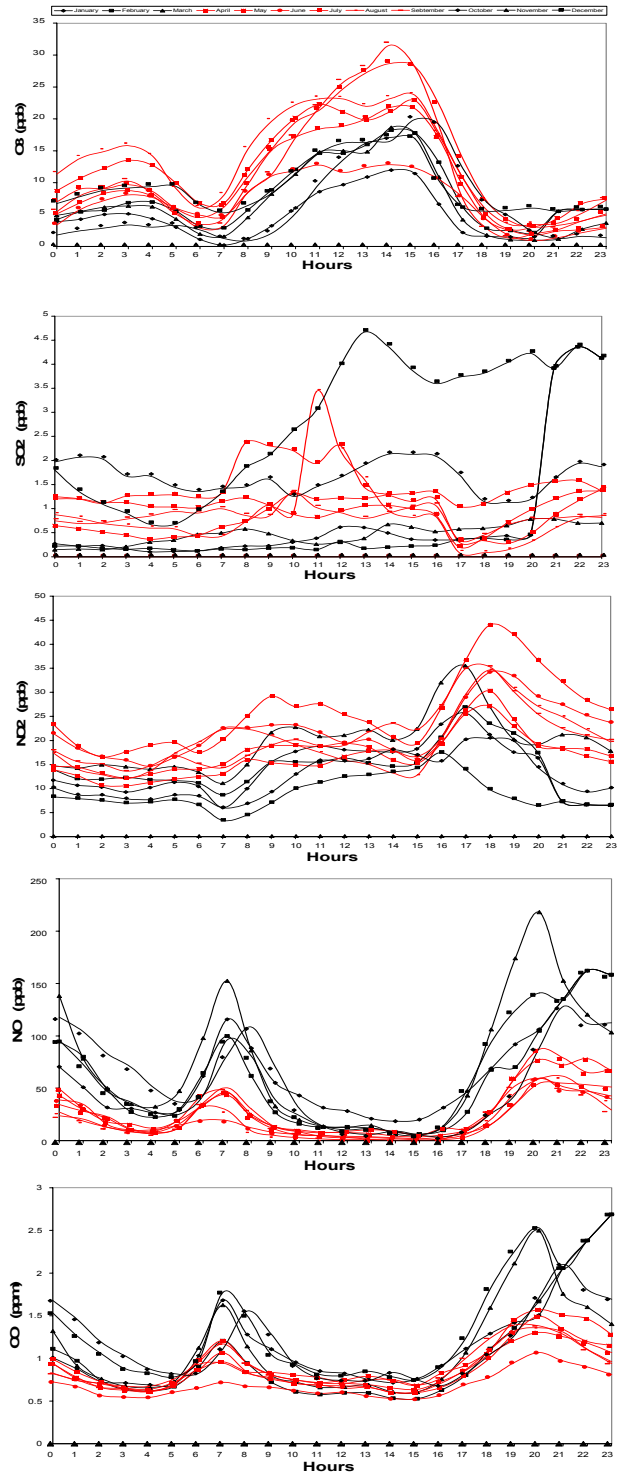 January February March April May June July August Sebtember October November December
O3 (ppb)
35
30
25
20
15
10
5
0
0 1 2 3 4 5 6 7 8 9 10 11 12 13 14 15 16 17 18 19 20 21 22 23
Hours
SO2 (ppb)
5
4.5
4
3.5
3
2.5
2
1.5
1
0.5
0
0 1 2 3 4 5 6 7 8 9 10 11 12 13 14 15 16 17 18 19 20 21 22 23
Hours
NO2 (ppb)
50
45
40
35
30
25
20
15
10
5
0
0 1 2 3 4 5 6 7 8 9 10 11 12 13 14 15 16 17 18 19 20 21 22 23
Hours
NO (ppb)
250
200
150
100
50
0
0 1 2 3 4 5 6 7 8 9 10 11 12 13 14 15 16 17 18 19 20 21 22 23
Hours
CO (ppm)
3
2.5
2
1.5
1
0.5
0
0 1 2 3 4 5 6 7 8 9 10 11 12 13 14 15 16 17 18 19 20 21 22 23
Hours